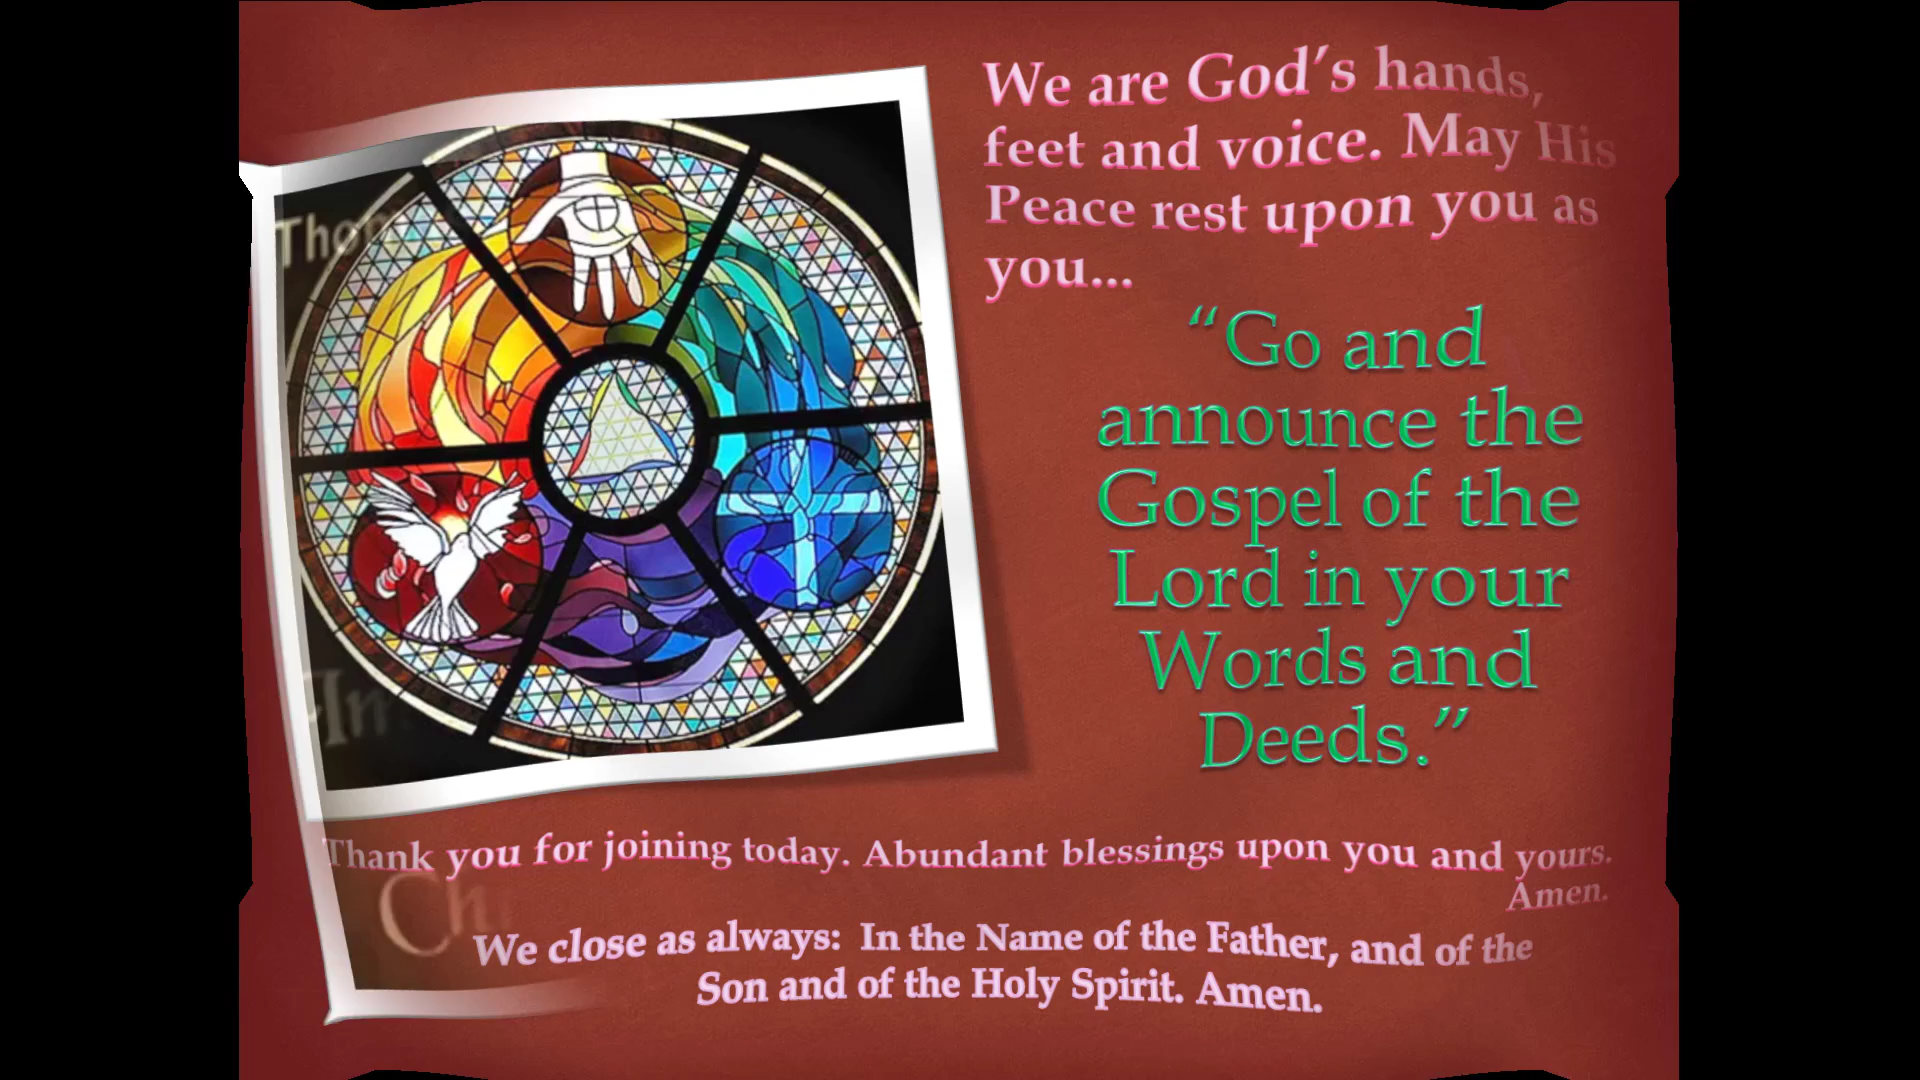 We are God’s hands,
feet and voice. May His
Peace rest upon you as
you...
“Go and
announce the
Gospel of the
Lord in your
Words and
Deeds.”
Thank you for joining today. Abundant blessings upon you and yours.
Amen.
We close as always:  In the Name of the Father, and of the
Son and of the Holy Spirit. Amen.